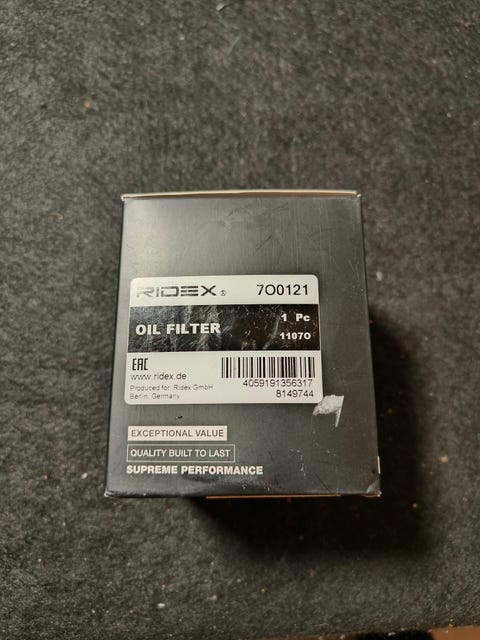 RIDEX® 7O0121
OIL FILTER
1 Pc
11070
EAC
www.ridex.de
Produced for: Ridex GmbH
Berlin, Germany
4059191356317
8149744
EXCEPTIONAL VALUE
QUALITY BUILT TO LAST
SUPREME PERFORMANCE